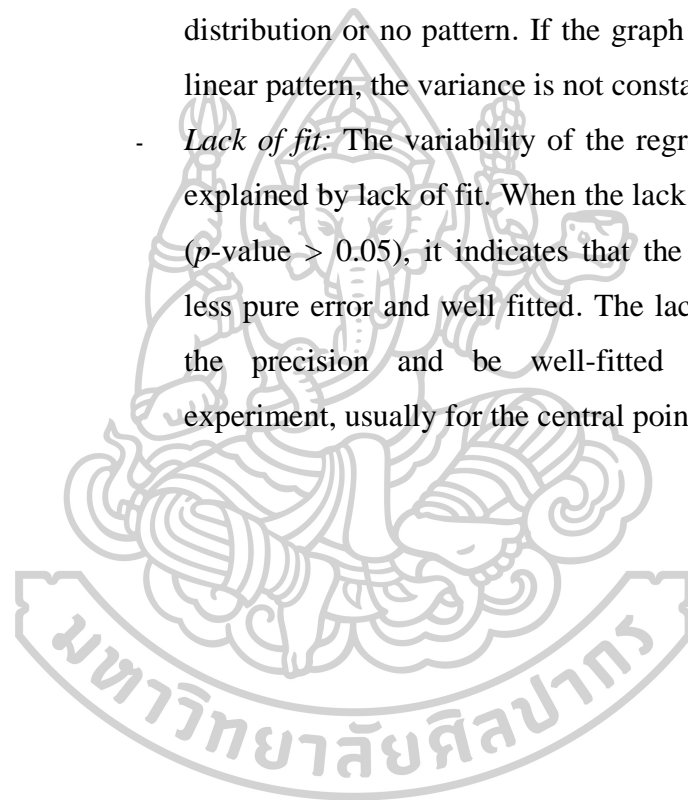 distribution or no pattern. If the graph
linear pattern, the variance is not consta
- Lack of fit: The variability of the regr
explained by lack of fit. When the lack
(p-value > 0.05), it indicates that the
less pure error and well fitted. The lac
the precision and be well-fitted
experiment, usually for the central poin
มหาวิทยาลัยศิลปากร